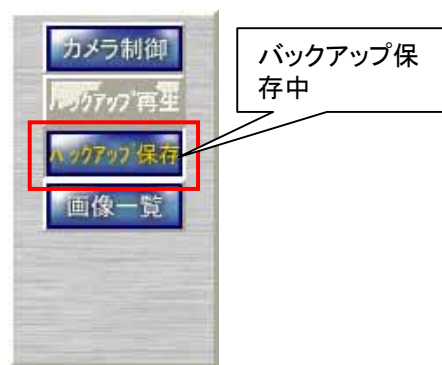 カメラ制御
バックアップ再生
バックアップ保存
画像一覧
バックアップ保
存中